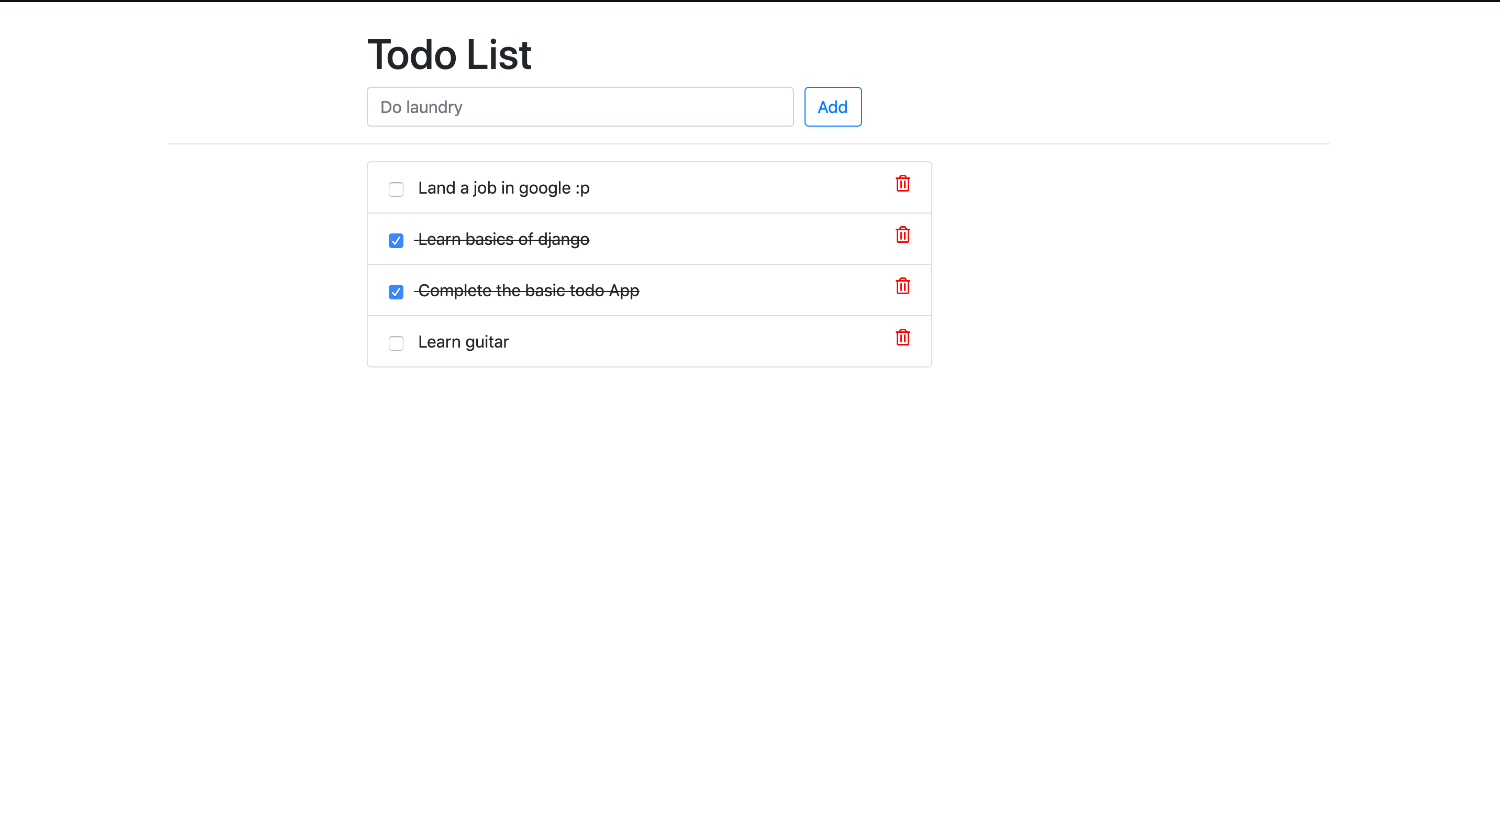 Todo List
Do laundry
Add
Land a job in google :p
Learn basics of django
Complete the basic todo App
Learn guitar